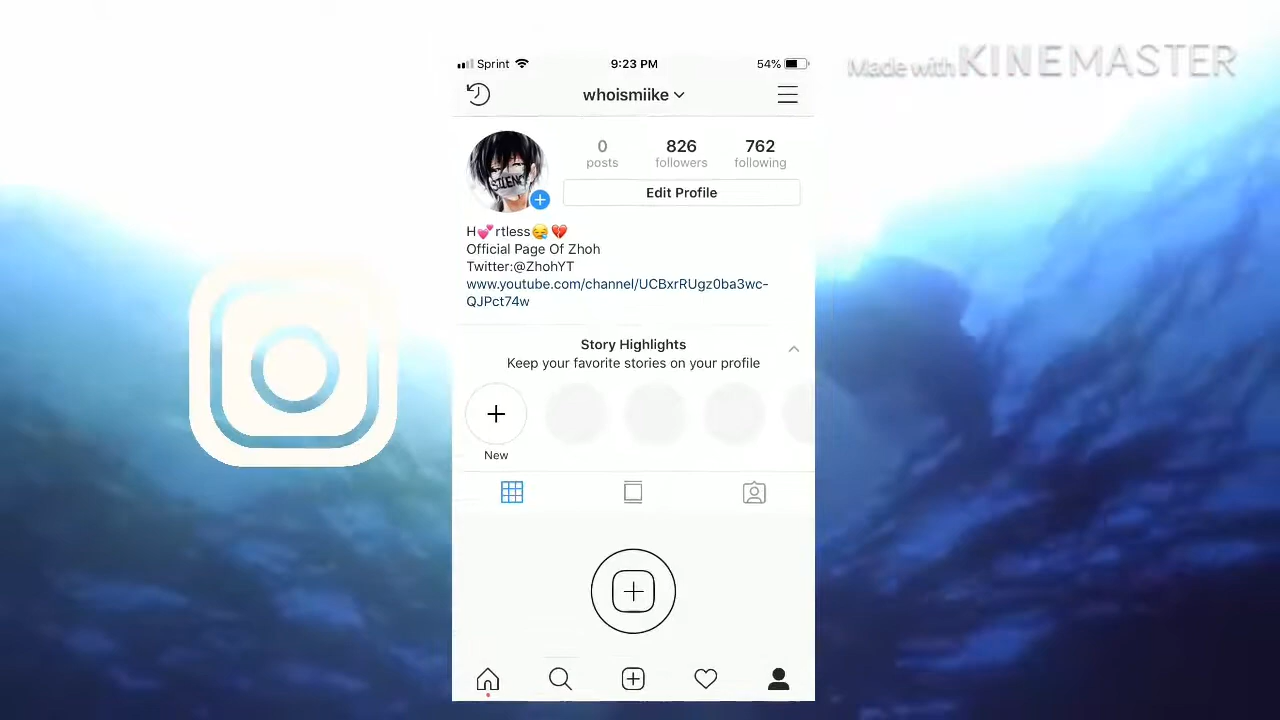 Made with KINEMASTER
Sprint 9:23 PM 54%
whoismiike
0 826 762
posts followers following
SILENCE
Edit Profile
H💕rtless😪💔
Official Page Of Zhoh
Twitter:@ZhohYT
www.youtube.com/channel/UCBxrRUgz0ba3wc-
QJPct74w
Story Highlights
Keep your favorite stories on your profile
New